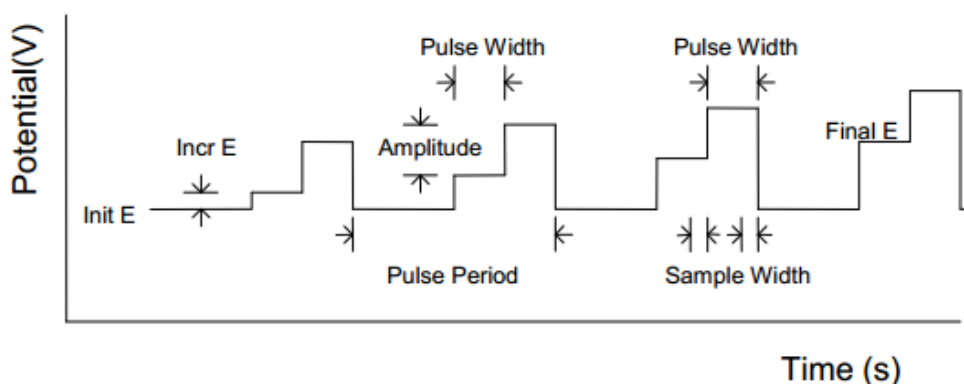 Potential(V)
Pulse Width
Pulse Width
Incr E
Amplitude
Final E
Init E
Pulse Period
Sample Width
Time (s)